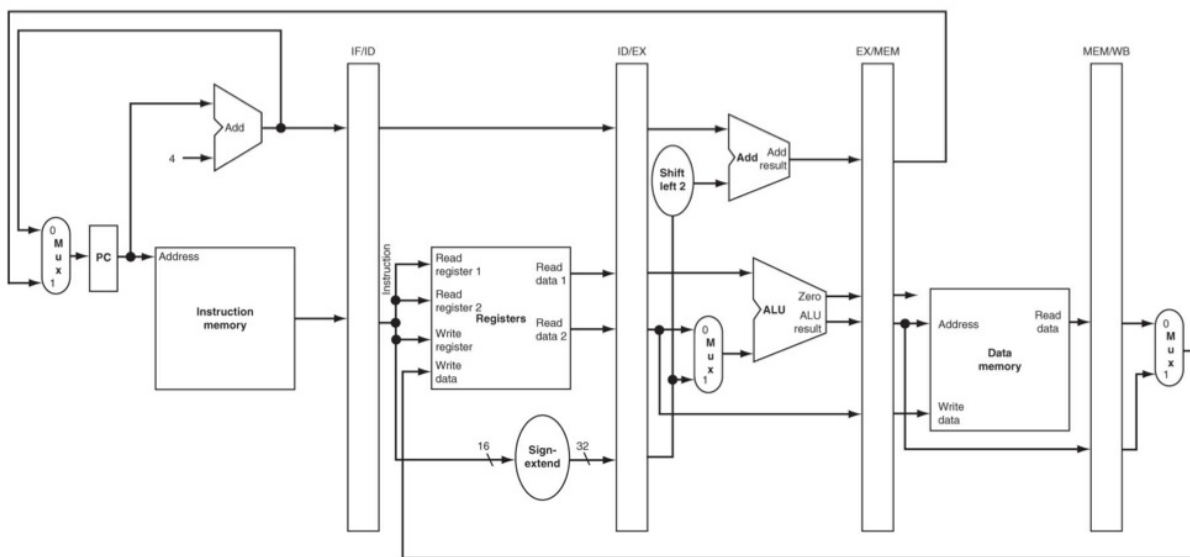 IF/ID
ID/EX
EX/MEM
MEM/WB
Add
4
Add
Add
result
Shift
left 2
0
M
u
x
1
PC
Address
Instruction
memory
Instruction
Read
register 1
Read
register 2
Write
register
Write
data
Registers
Read
data 1
Read
data 2
0
M
u
x
1
Zero
ALU
ALU
result
Address
Read
data
Data
memory
Write
data
0
M
u
x
1
16
Sign-
extend
32